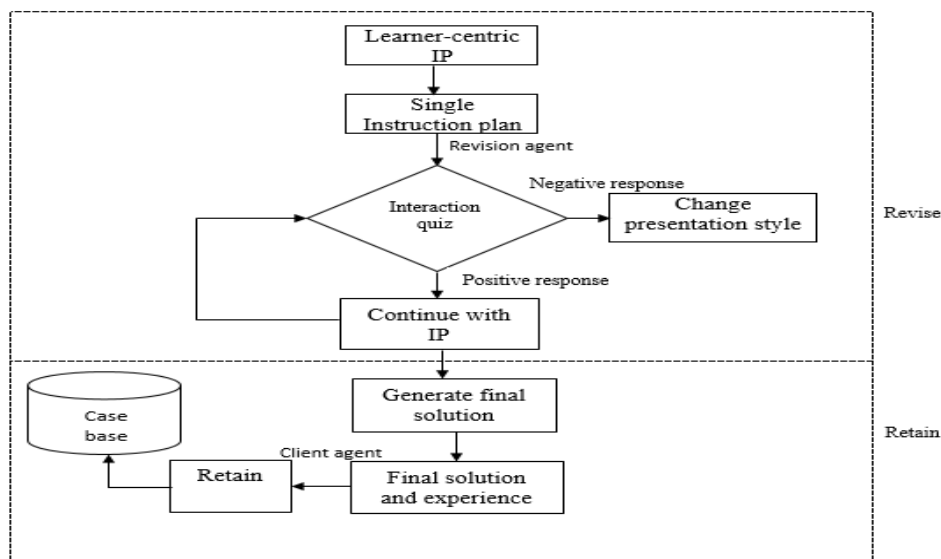 Learner-centric
IP
Single
Instruction plan
Revision agent
Negative response
Interaction
quiz
Change
presentation style
Revise
Positive response
Continue with
IP
Generate final
solution
Case
base
Retain
Client agent
Retain
Final solution
and experience